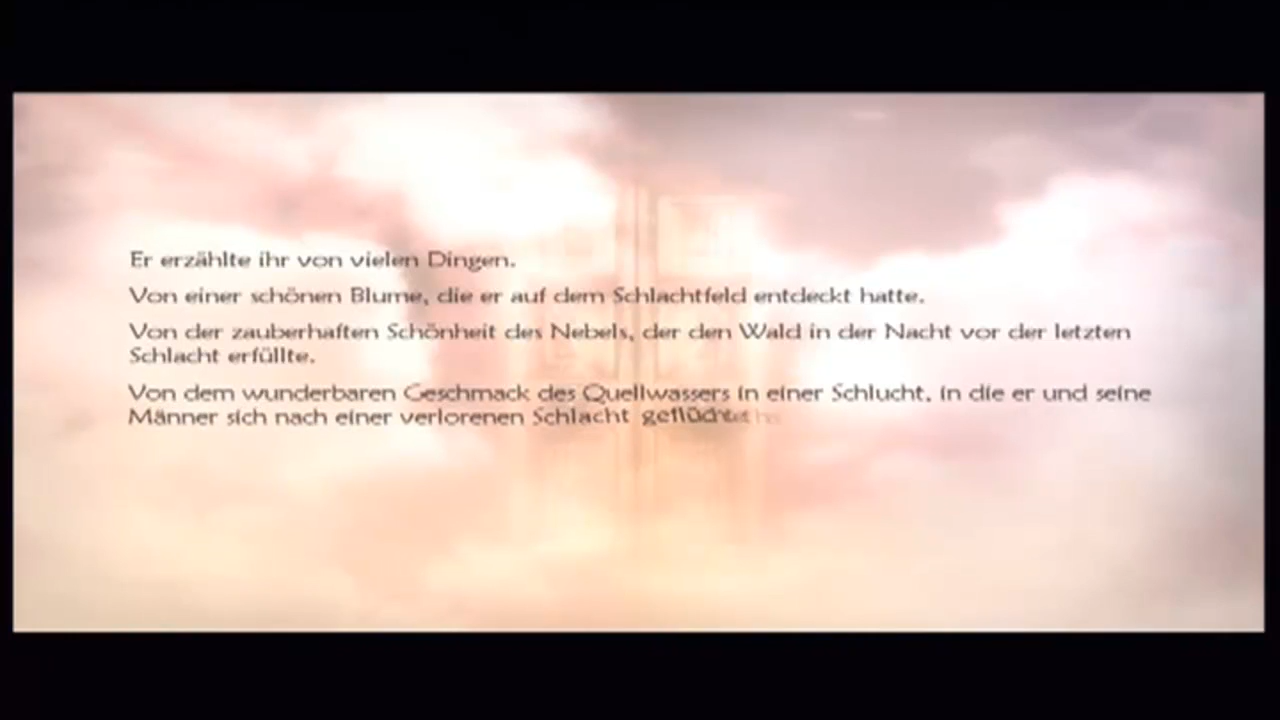 Er erzählte ihr von vielen Dingen.
Von einer schönen Blume, die er auf dem Schlachtfeld entdeckt hatte.
Von der zauberhaften Schönheit des Nebels, der den Wald in der Nacht vor der letzten
Schlacht erfüllte.
Von dem wunderbaren Geschmack des Quellwassers in einer Schlucht, in die er und seine
Männer sich nach einer verlorenen Schlacht geflüchtet